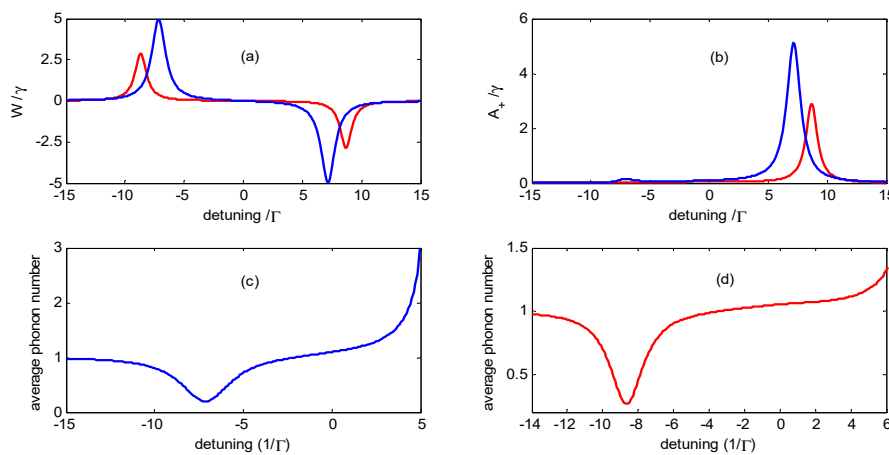 (a)
W/γ
5
2.5
0
-2.5
-5
-15 -10 -5 0 5 10 15
detuning /Γ
(b)
A+/γ
6
4
2
0
-15 -10 -5 0 5 10 15
detuning /Γ
(c)
average phonon number
3
2
1
0
-15 -10 -5 0 5
detuning (1/Γ)
(d)
average phonon number
1.5
1
0.5
-14 -12 -10 -8 -6 -4 -2 0 2 4 6
detuning (1/Γ)